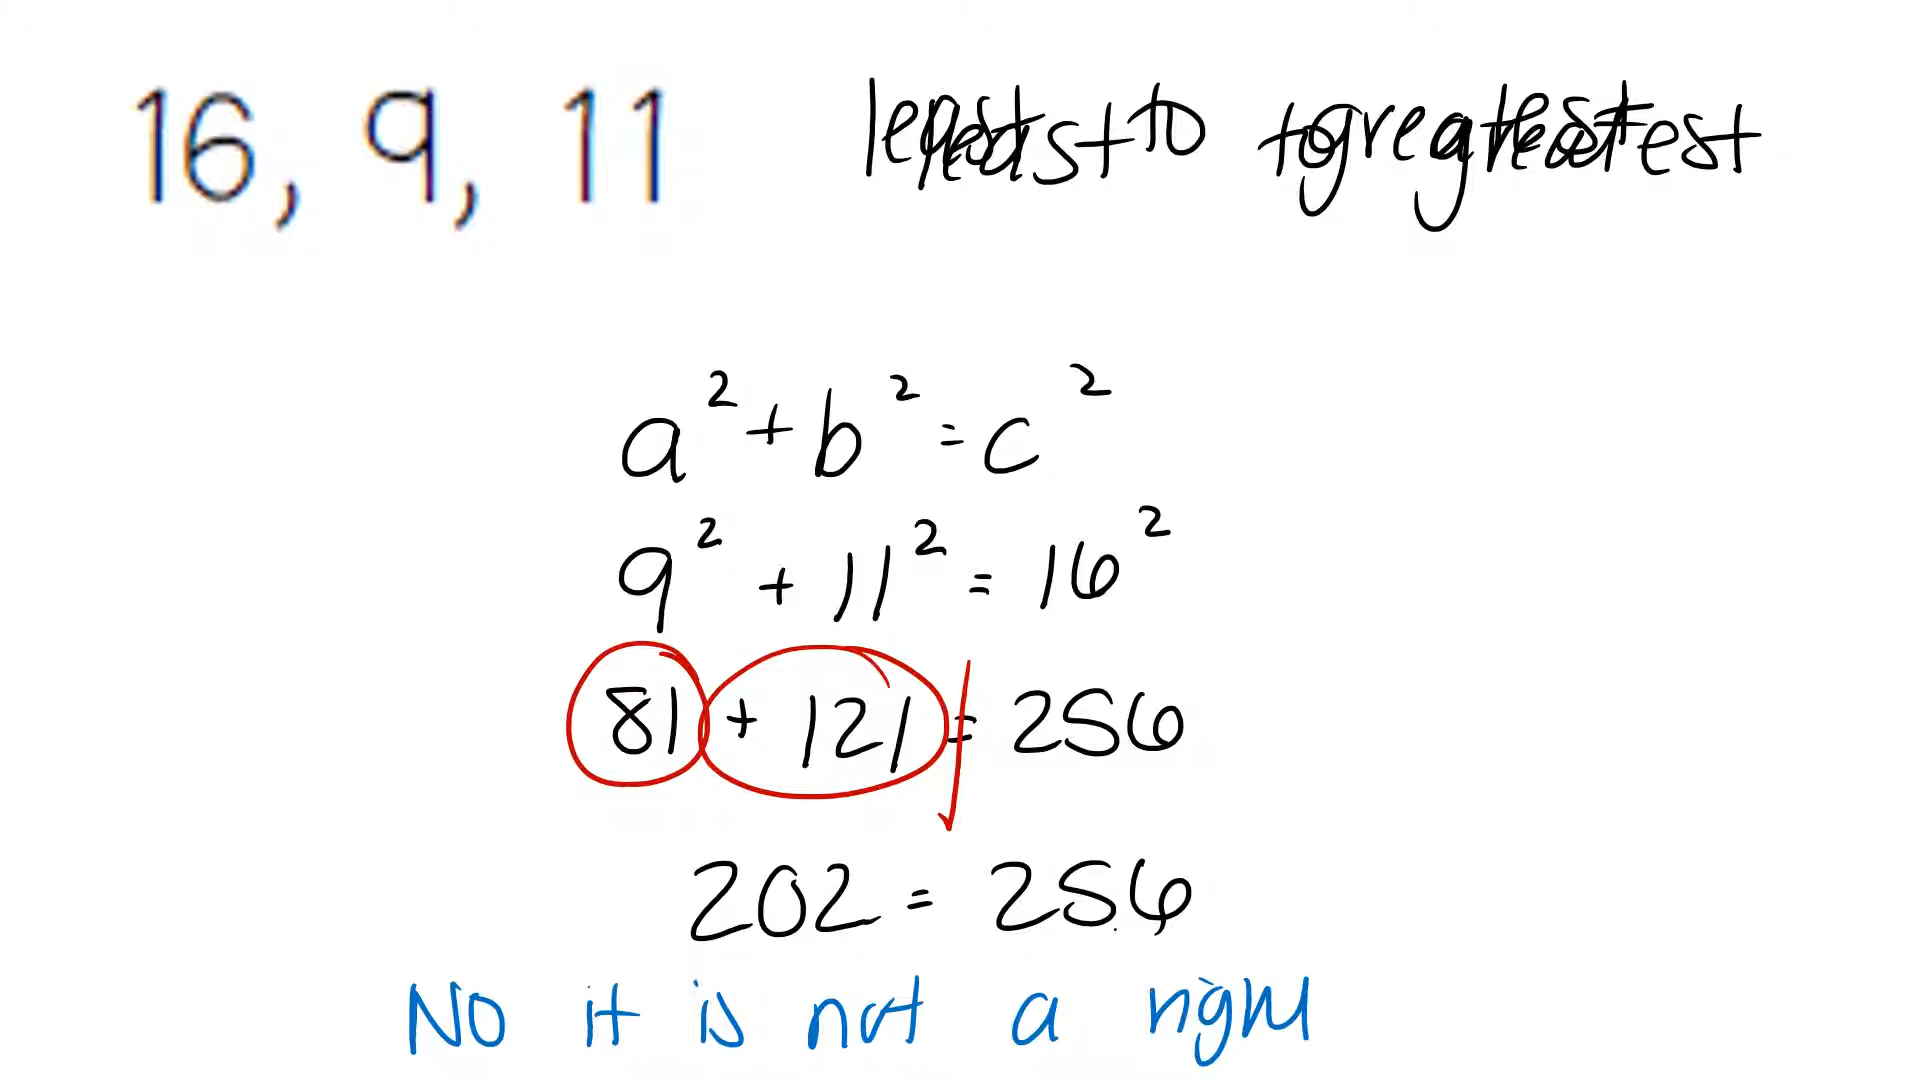 16, 9, 11
least to greatest
a² + b² = c²
9² + 11² = 16²
81 + 121 = 256
202 = 256
No it is not a right